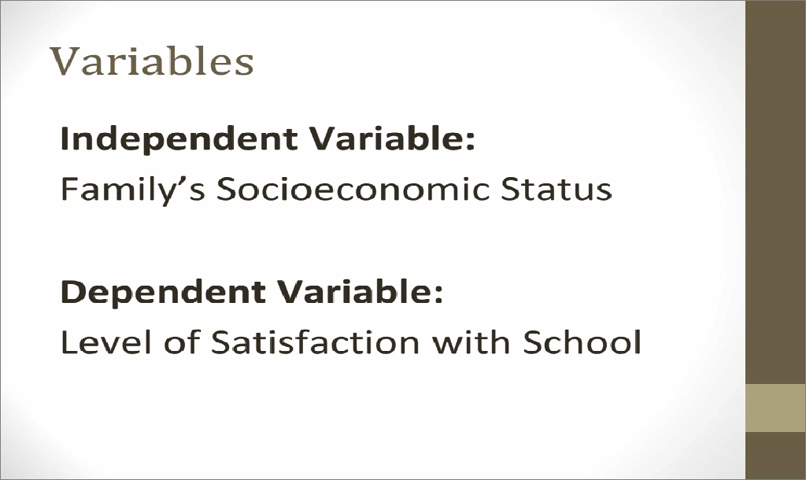 Variables
Independent Variable:
Family’s Socioeconomic Status
Dependent Variable:
Level of Satisfaction with School